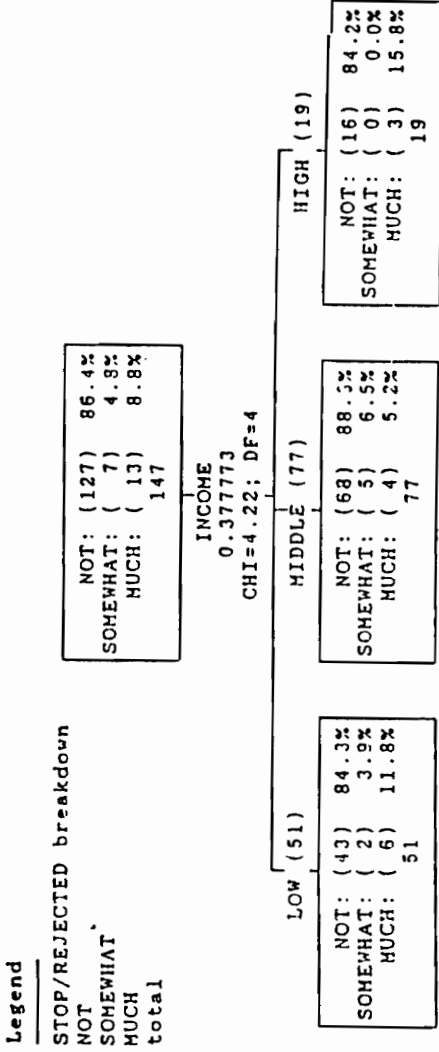 Legend
STOP/REJECTED breakdown
NOT
SOMEWHAT
MUCH
total
NOT: (127) 86.4%
SOMEWHAT: ( 7) 4.8%
MUCH: ( 13) 8.8%
147
INCOME
0.377773
CHI=4.22; DF=4
LOW (51)
NOT: (43) 84.3%
SOMEWHAT: ( 2) 3.9%
MUCH: ( 6) 11.8%
51
MIDDLE (77)
NOT: (68) 88.3%
SOMEWHAT: ( 5) 6.5%
MUCH: ( 4) 5.2%
77
HIGH (19)
NOT: (16) 84.2%
SOMEWHAT: ( 0) 0.0%
MUCH: ( 3) 15.8%
19